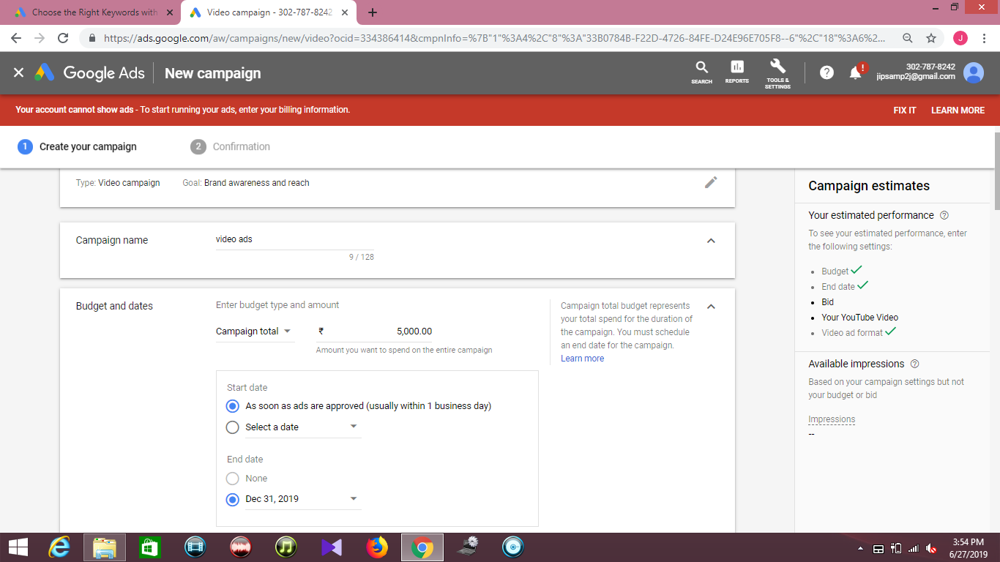 Choose the Right Keywords with
Video campaign - 302-787-8242
https://ads.google.com/aw/campaigns/new/video?ocid=334386414&cmpnInfo=%7B"1"%3A4%2C"8"%3A"33B0784B-F22D-4726-84FE-D24E96E705F8--6"%2C"18"%3A6%2...
J
Google Ads
New campaign
SEARCH
REPORTS
TOOLS & SETTINGS
302-787-8242
jipsamp2j@gmail.com
Your account cannot show ads - To start running your ads, enter your billing information.
FIX IT
LEARN MORE
1 Create your campaign
2 Confirmation
Type: Video campaign
Goal: Brand awareness and reach
Campaign name
video ads
9 / 128
Budget and dates
Enter budget type and amount
Campaign total
₹ 5,000.00
Amount you want to spend on the entire campaign
Campaign total budget represents
your total spend for the duration of
the campaign. You must schedule
an end date for the campaign.
Learn more
Start date
As soon as ads are approved (usually within 1 business day)
Select a date
End date
None
Dec 31, 2019
Campaign estimates
Your estimated performance
To see your estimated performance, enter
the following settings:
Budget
End date
Bid
Your YouTube Video
Video ad format
Available impressions
Based on your campaign settings but not
your budget or bid
Impressions
--
3:54 PM
6/27/2019